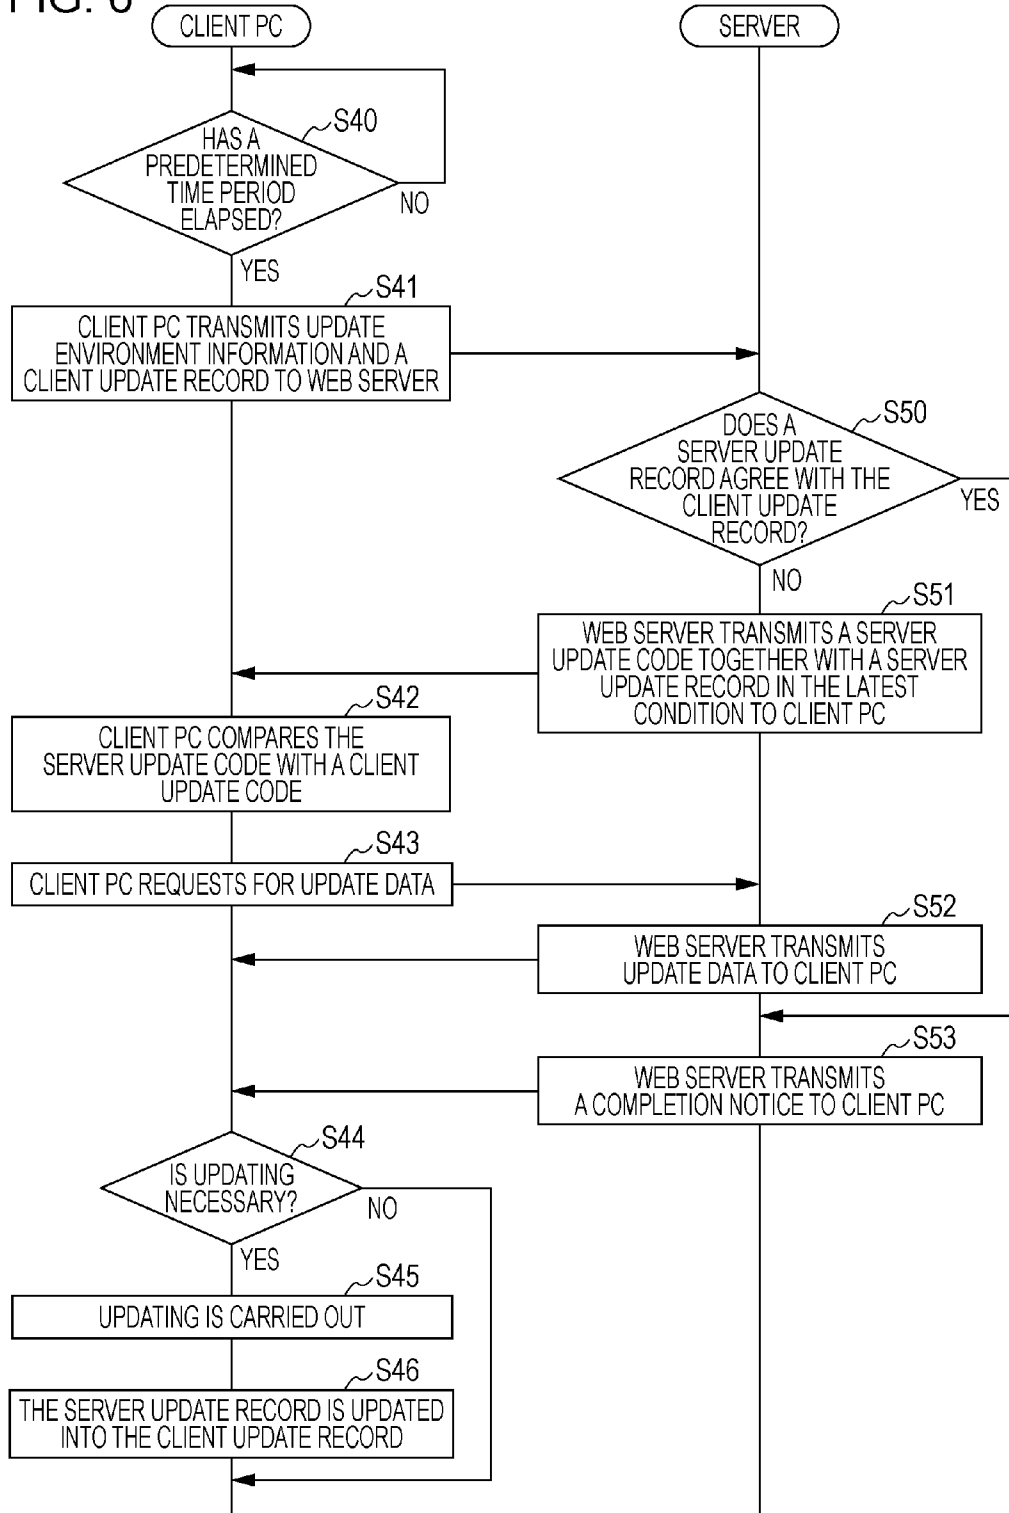 FIG. 6
CLIENT PC
SERVER
S40
HAS A
PREDETERMINED
TIME PERIOD
ELAPSED?
NO
YES
S41
CLIENT PC TRANSMITS UPDATE
ENVIRONMENT INFORMATION AND A
CLIENT UPDATE RECORD TO WEB SERVER
S50
DOES A
SERVER UPDATE
RECORD AGREE WITH THE
CLIENT UPDATE
RECORD?
YES
NO
S51
WEB SERVER TRANSMITS A SERVER
UPDATE CODE TOGETHER WITH A SERVER
UPDATE RECORD IN THE LATEST
CONDITION TO CLIENT PC
S42
CLIENT PC COMPARES THE
SERVER UPDATE CODE WITH A CLIENT
UPDATE CODE
S43
CLIENT PC REQUESTS FOR UPDATE DATA
S52
WEB SERVER TRANSMITS
UPDATE DATA TO CLIENT PC
S53
WEB SERVER TRANSMITS
A COMPLETION NOTICE TO CLIENT PC
S44
IS UPDATING
NECESSARY?
NO
YES
S45
UPDATING IS CARRIED OUT
S46
THE SERVER UPDATE RECORD IS UPDATED
INTO THE CLIENT UPDATE RECORD